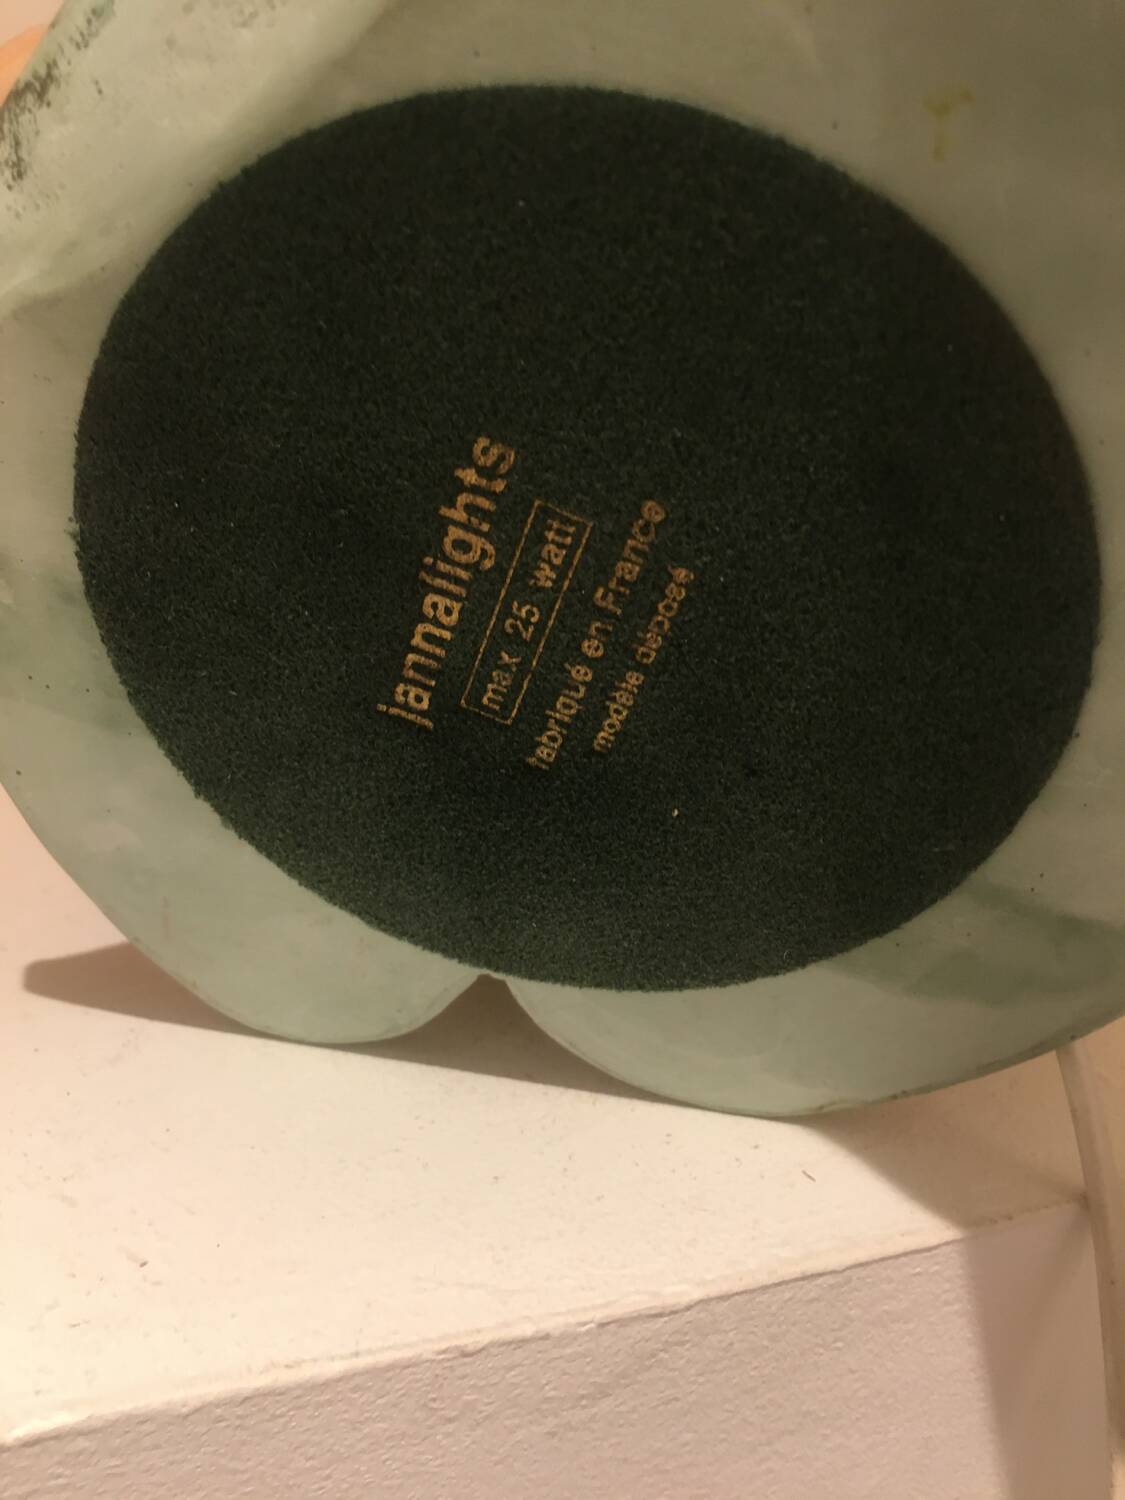 jannalights
max 25 watt
fabriqué en France
modèle déposé